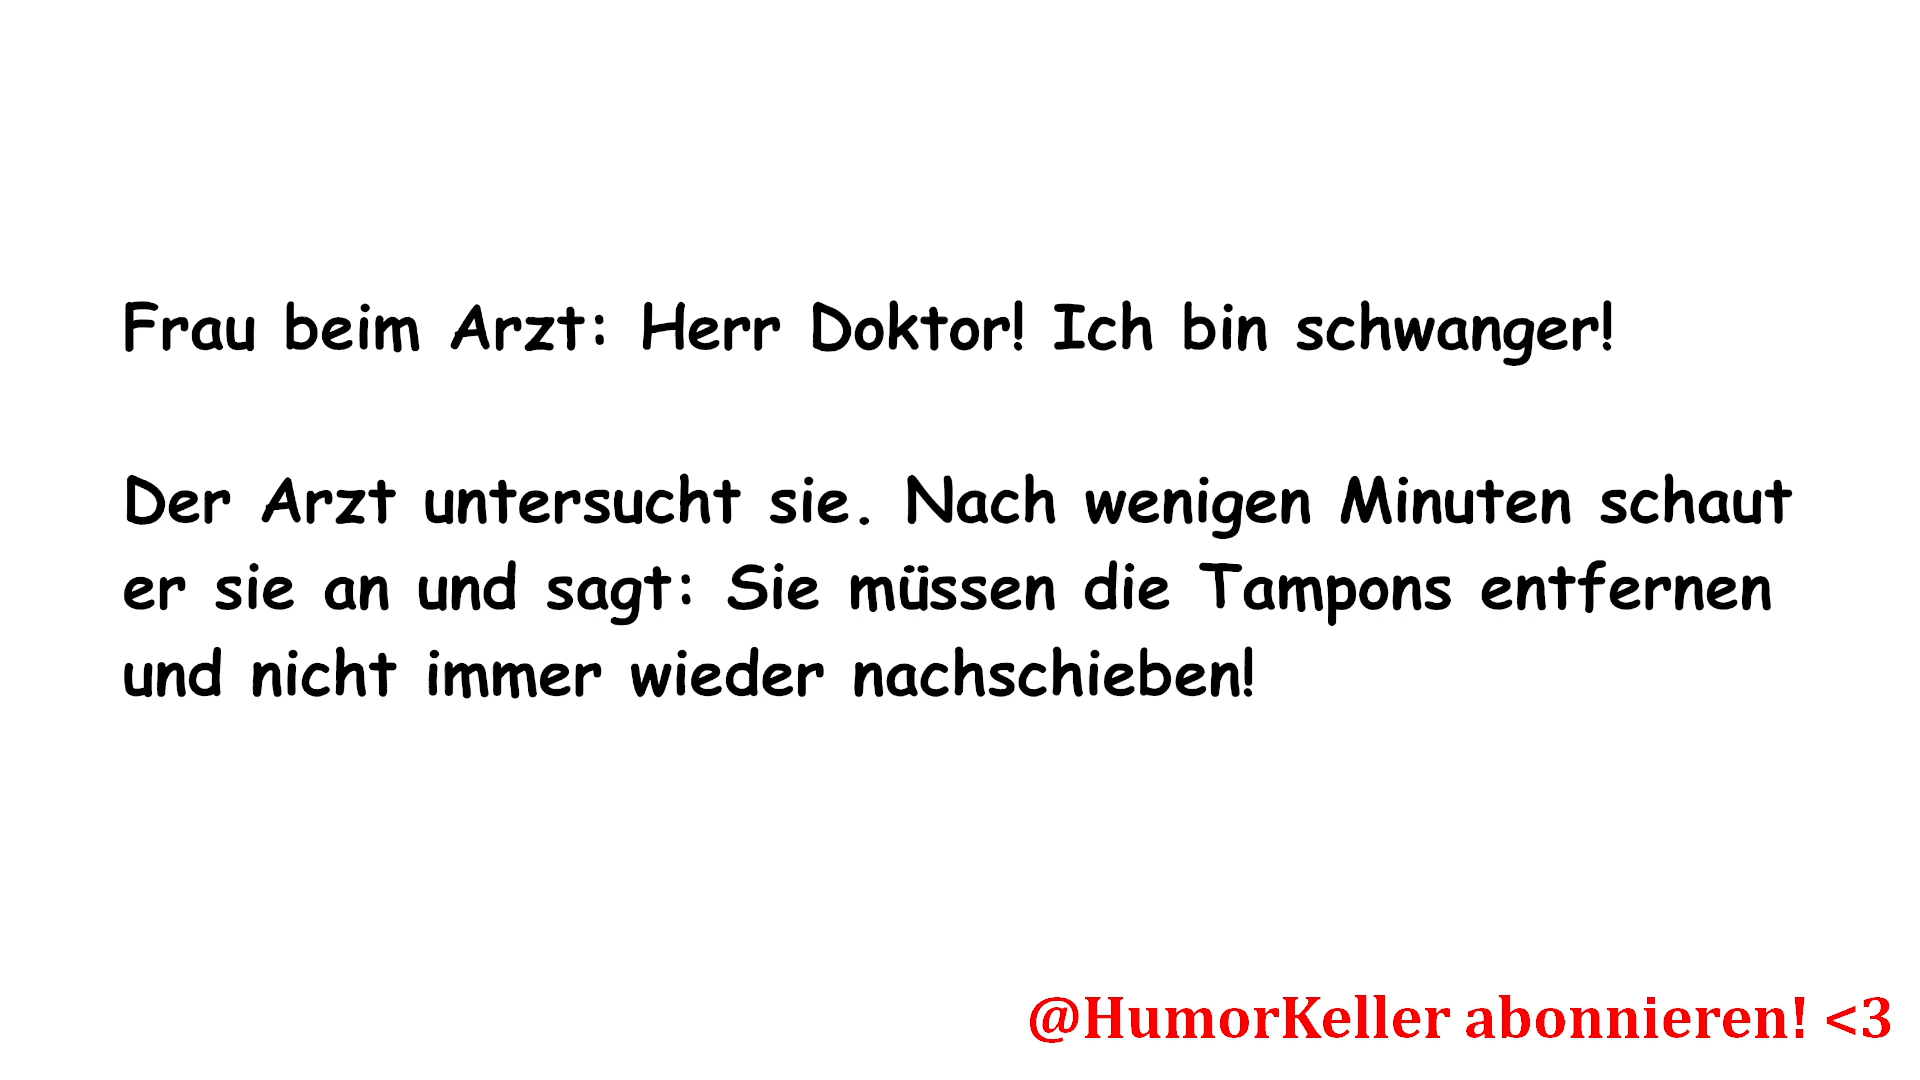 Frau beim Arzt: Herr Doktor! Ich bin schwanger!
Der Arzt untersucht sie. Nach wenigen Minuten schaut
er sie an und sagt: Sie müssen die Tampons entfernen
und nicht immer wieder nachschieben!
@HumorKeller abonnieren! <3